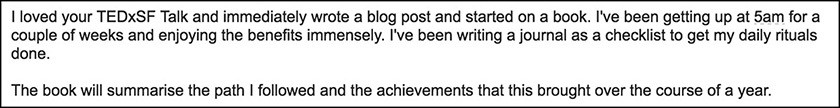 I loved your TEDxSF Talk and immediately wrote a blog post and started on a book. I've been getting up at 5am for a
couple of weeks and enjoying the benefits immensely. I've been writing a journal as a checklist to get my daily rituals
done.
The book will summarise the path I followed and the achievements that this brought over the course of a year.